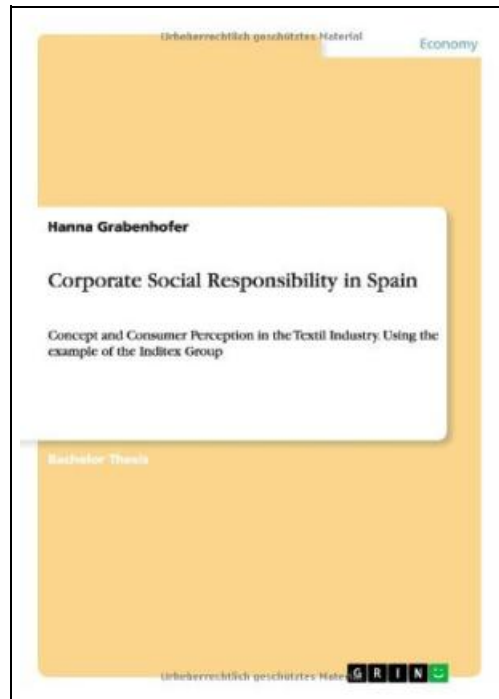 Urheberrechtlich geschütztes Material
Economy
Hanna Grabenhofer
Corporate Social Responsibility in Spain
Concept and Consumer Perception in the Textil Industry. Using the
example of the Inditex Group
Bachelor Thesis
Urheberrechtlich geschütztes Mate
GRIN